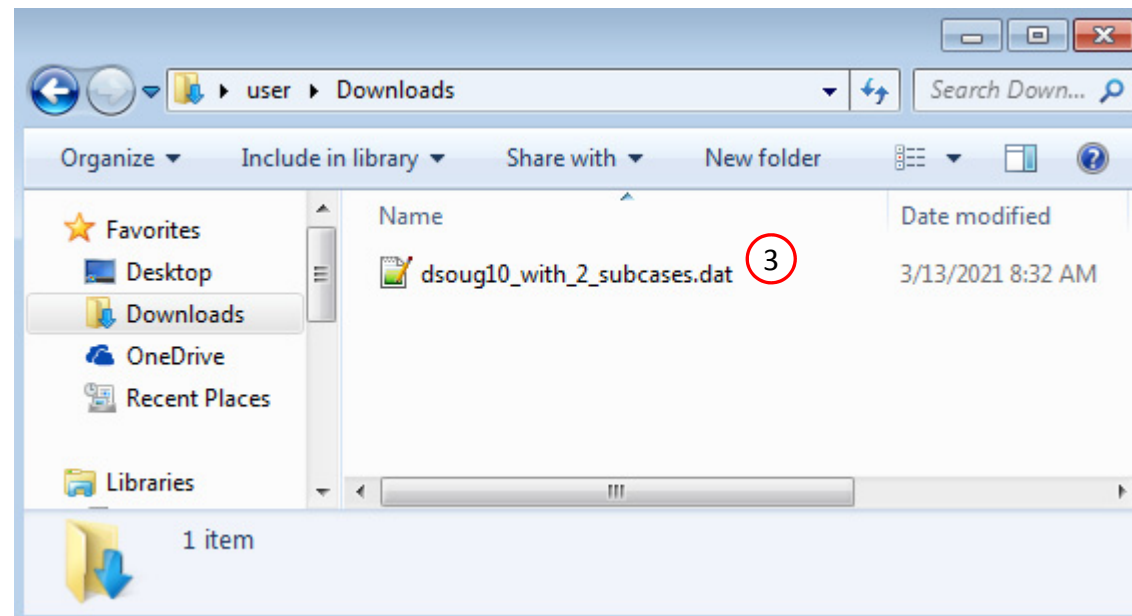 user Downloads
Search Down...
Organize Include in library Share with New folder
Name Date modified
Favorites
Desktop
Downloads
OneDrive
Recent Places
Libraries
dsoug10_with_2_subcases.dat 3 3/13/2021 8:32 AM
1 item